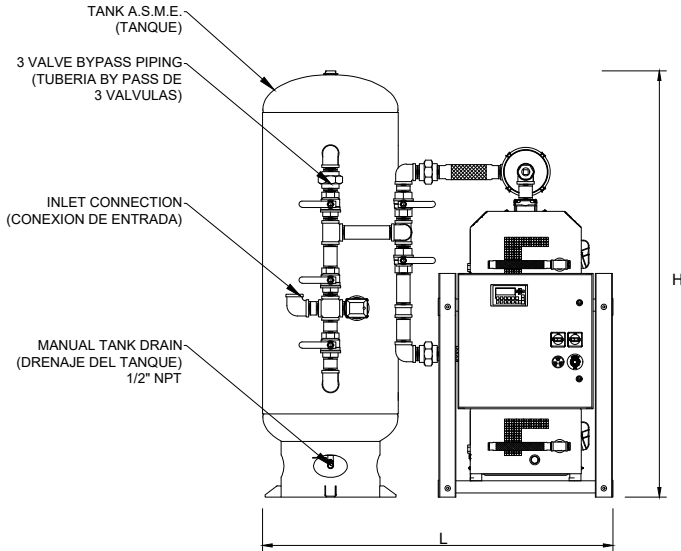 TANK A.S.M.E.
(TANQUE)
3 VALVE BYPASS PIPING
(TUBERIA BY PASS DE
3 VALVULAS)
INLET CONNECTION
(CONEXION DE ENTRADA)
MANUAL TANK DRAIN
(DRENAJE DEL TANQUE)
1/2" NPT
H
L